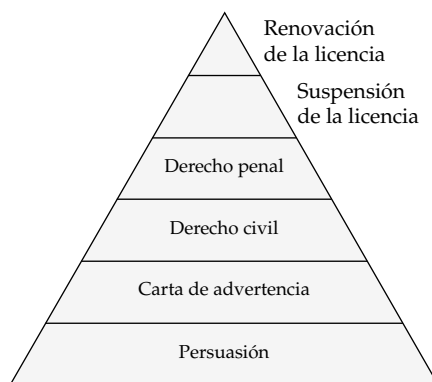 Renovación
de la licencia
Suspensión
de la licencia
Derecho penal
Derecho civil
Carta de advertencia
Persuasión